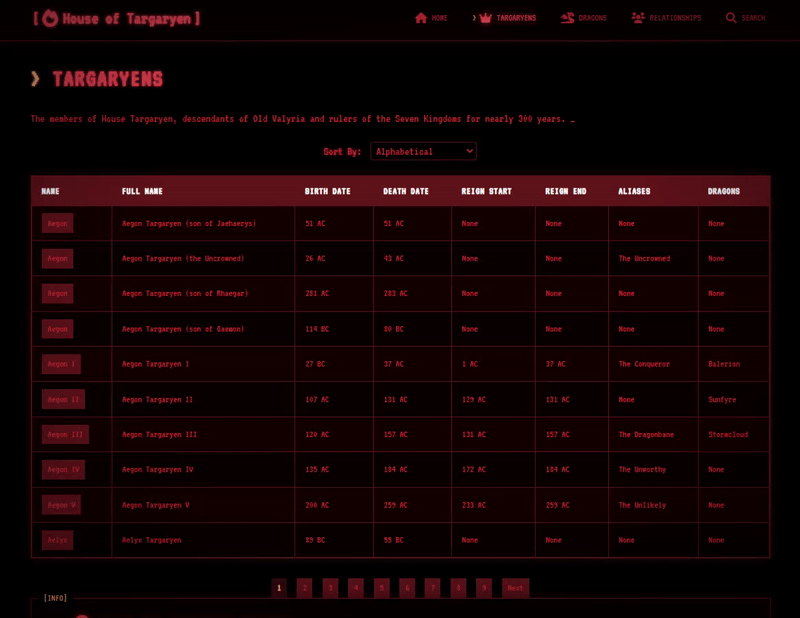 [ House of Targaryen ] HOME › TARGARYENS DRAGONS RELATIONSHIPS SEARCH
› TARGARYENS
The members of House Targaryen, descendants of Old Valyria and rulers of the Seven Kingdoms for nearly 300 years. _
Sort By: Alphabetical
NAME FULL NAME BIRTH DATE DEATH DATE REIGN START REIGN END ALIASES DRAGONS
Aegon Aegon Targaryen (son of Jaehaerys) 51 AC 51 AC None None None None
Aegon Aegon Targaryen (the Uncrowned) 26 AC 43 AC None None The Uncrowned None
Aegon Aegon Targaryen (son of Rhaegar) 281 AC 283 AC None None None None
Aegon Aegon Targaryen (son of Gaemon) 114 BC 80 BC None None None None
Aegon I Aegon Targaryen I 27 BC 37 AC 1 AC 37 AC The Conqueror Balerion
Aegon II Aegon Targaryen II 107 AC 131 AC 129 AC 131 AC None Sunfyre
Aegon III Aegon Targaryen III 120 AC 157 AC 131 AC 157 AC The Dragonbane Stormcloud
Aegon IV Aegon Targaryen IV 135 AC 184 AC 172 AC 184 AC The Unworthy None
Aegon V Aegon Targaryen V 200 AC 259 AC 233 AC 259 AC The Unlikely None
Aelyx Aelyx Targaryen 89 BC 55 BC None None None None
1 2 3 4 5 6 7 8 9 Next
[INFO]